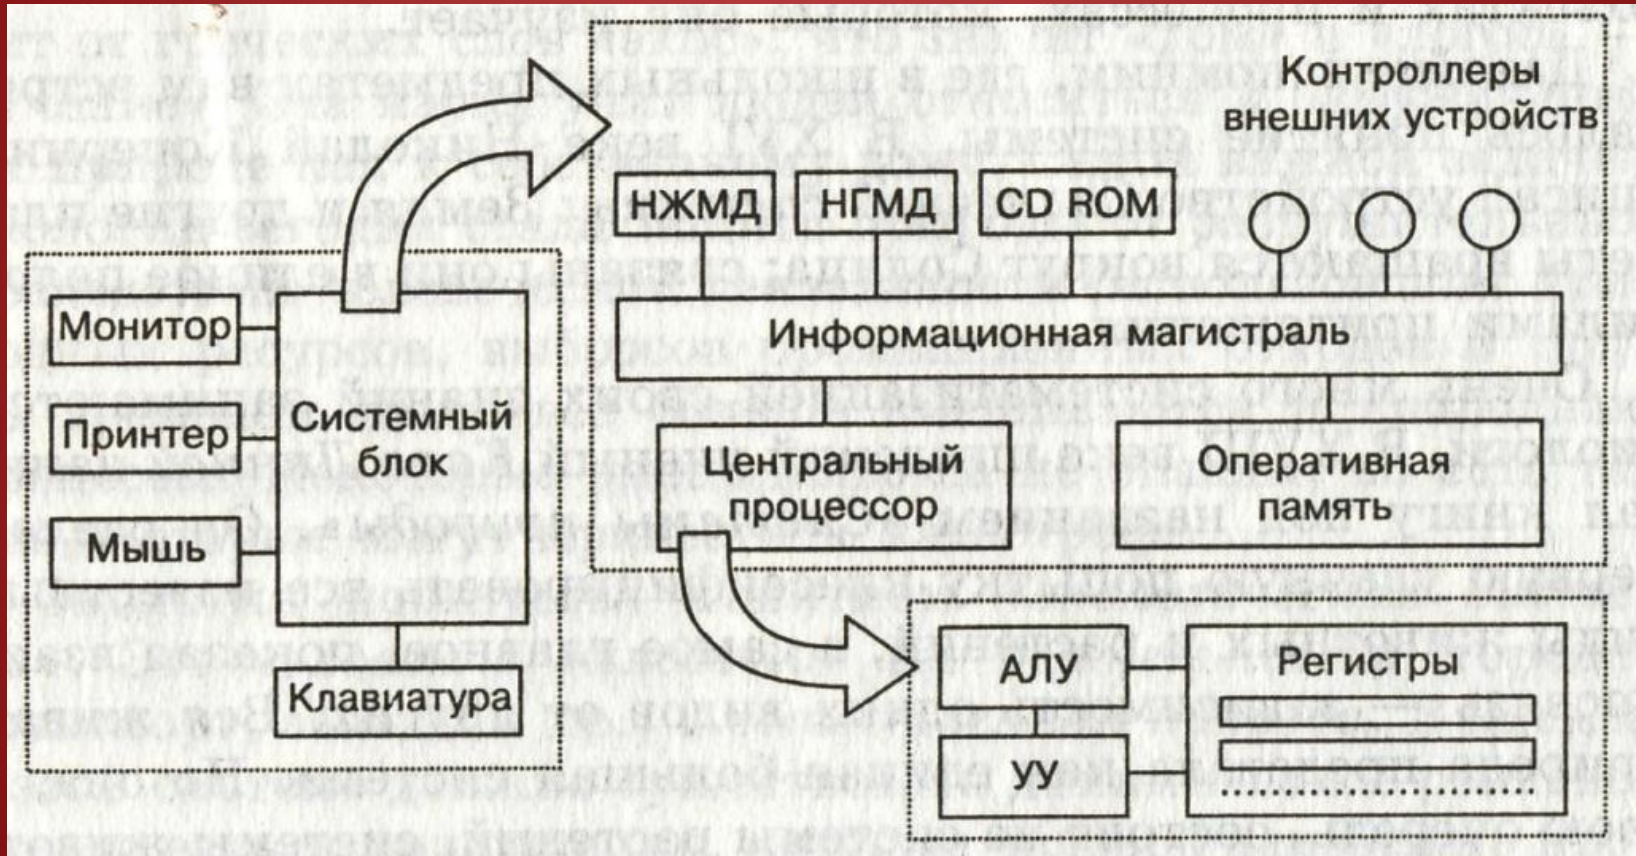 Контроллеры
внешних устройств
НЖМД
НГМД
CD ROM
Информационная магистраль
Центральный
процессор
Оперативная
память
Монитор
Принтер
Мышь
Системный
блок
Клавиатура
АЛУ
УУ
Регистры